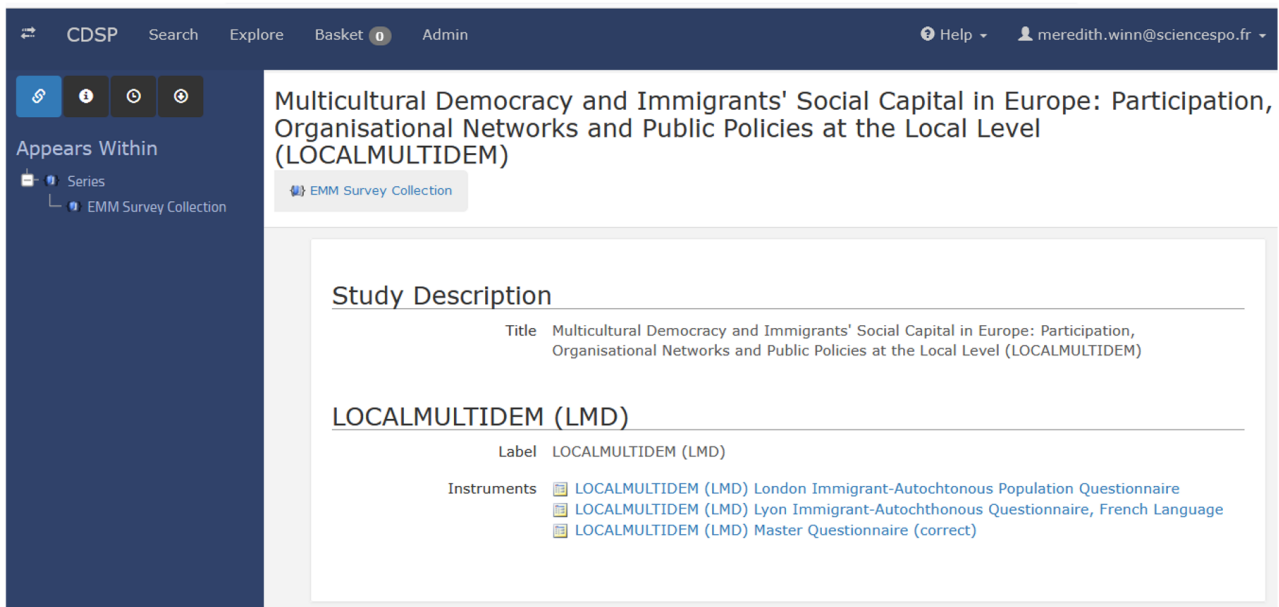 CDSP Search Explore Basket 0 Admin Help meredith.winn@sciencespo.fr
Appears Within
Series
EMM Survey Collection
Multicultural Democracy and Immigrants' Social Capital in Europe: Participation,
Organisational Networks and Public Policies at the Local Level
(LOCALMULTIDEM)
EMM Survey Collection
Study Description
Title Multicultural Democracy and Immigrants' Social Capital in Europe: Participation,
Organisational Networks and Public Policies at the Local Level (LOCALMULTIDEM)
LOCALMULTIDEM (LMD)
Label LOCALMULTIDEM (LMD)
Instruments LOCALMULTIDEM (LMD) London Immigrant-Autochtonous Population Questionnaire
LOCALMULTIDEM (LMD) Lyon Immigrant-Autochthonous Questionnaire, French Language
LOCALMULTIDEM (LMD) Master Questionnaire (correct)